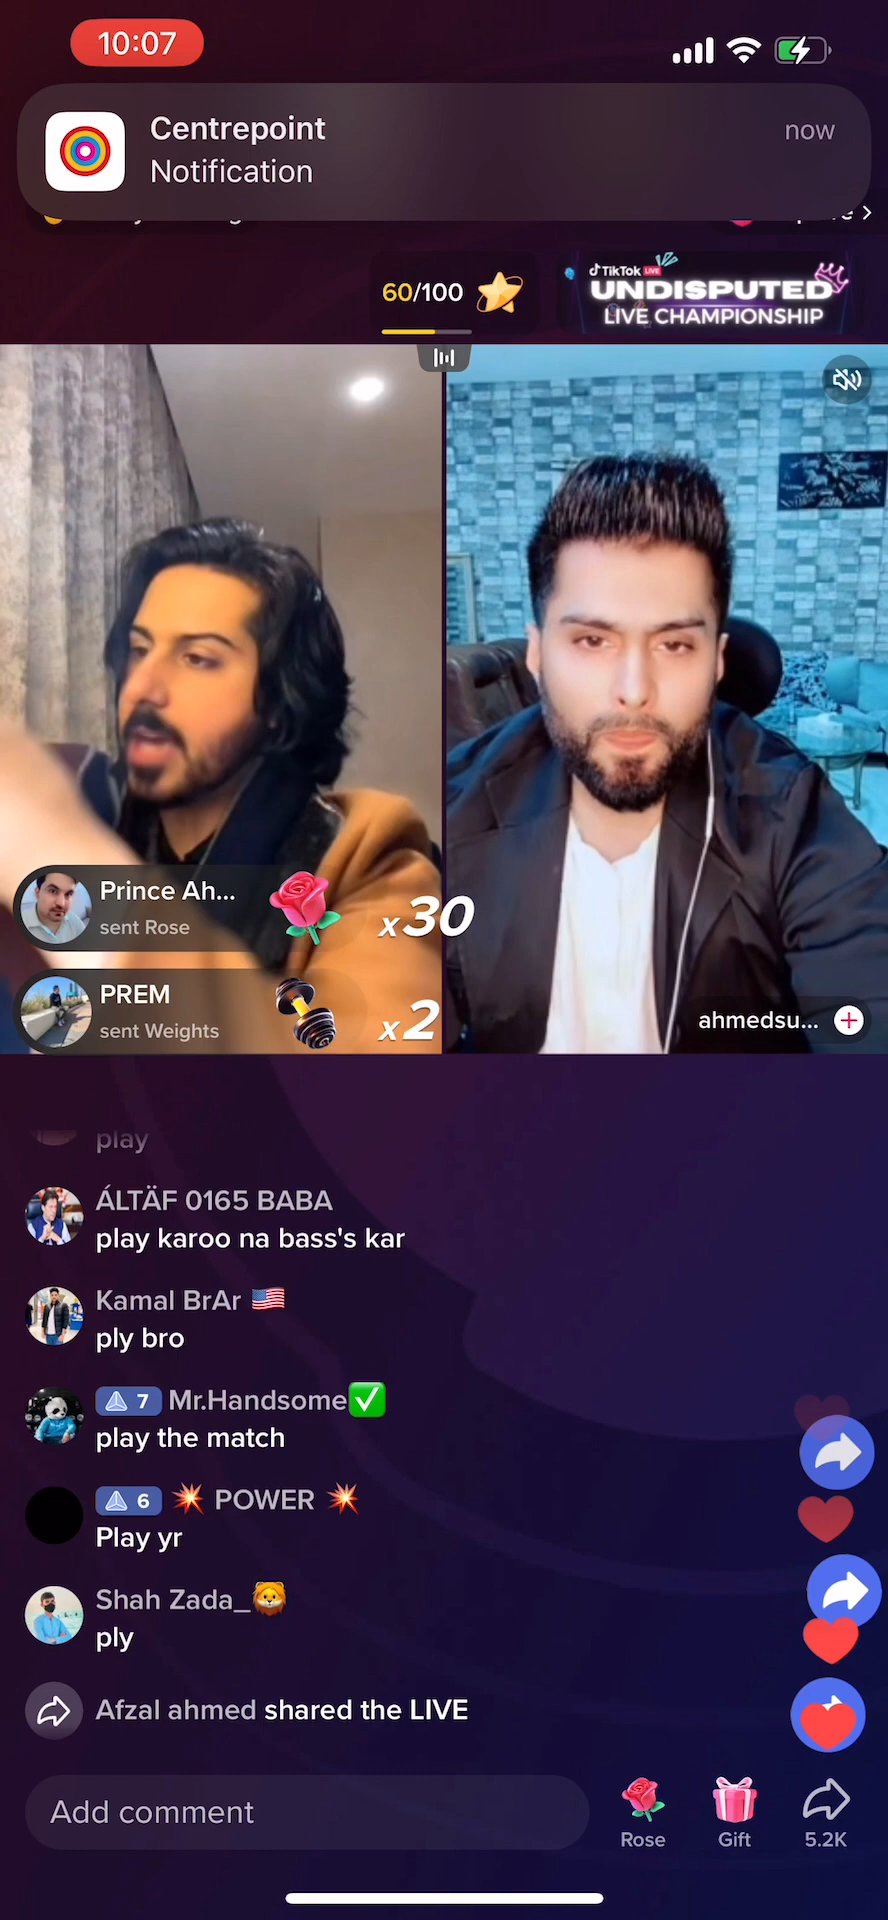 10:07
Centrepoint
now
Notification
60/100
TikTok LIVE
UNDISPUTED
LIVE CHAMPIONSHIP
Prince Ah...
sent Rose
x30
PREM
sent Weights
x2
ahmedsu...
play
ÁLTÄF 0165 BABA
play karoo na bass's kar
Kamal BrAr 🇺🇸
ply bro
7 Mr.Handsome✅
play the match
6 💥 POWER 💥
Play yr
Shah Zada_🦁
ply
Afzal ahmed shared the LIVE
Add comment
Rose
Gift
5.2K